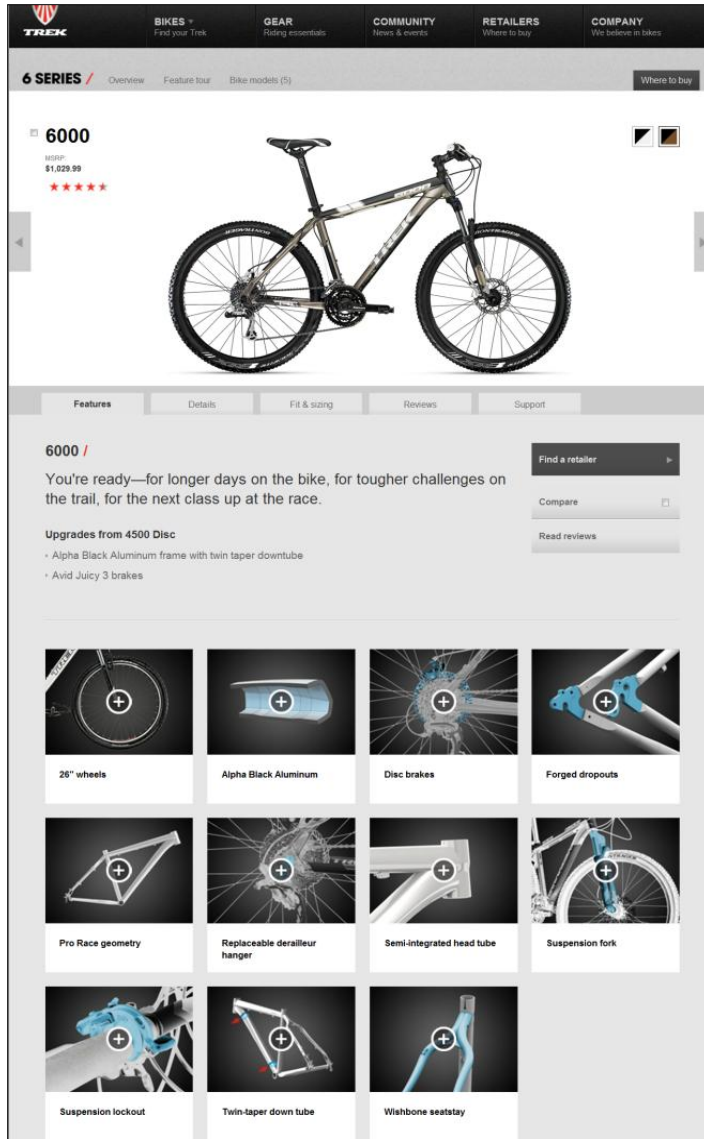 TREK
BIKES
Find your Trek
GEAR
Riding essentials
COMMUNITY
News & events
RETAILERS
Where to buy
COMPANY
We believe in bikes
6 SERIES /
Overview
Feature tour
Bike models (5)
Where to buy
6000
MSRP:
$1,029.99
6000
TREK
BONTRAGER
Features
Details
Fit & sizing
Reviews
Support
6000 /
You're ready—for longer days on the bike, for tougher challenges on
the trail, for the next class up at the race.
Upgrades from 4500 Disc
Alpha Black Aluminum frame with twin taper downtube
Avid Juicy 3 brakes
Find a retailer
Compare
Read reviews
26" wheels
Alpha Black Aluminum
Disc brakes
Forged dropouts
Pro Race geometry
Replaceable derailleur
hanger
Semi-integrated head tube
Suspension fork
Suspension lockout
Twin-taper down tube
Wishbone seatstay